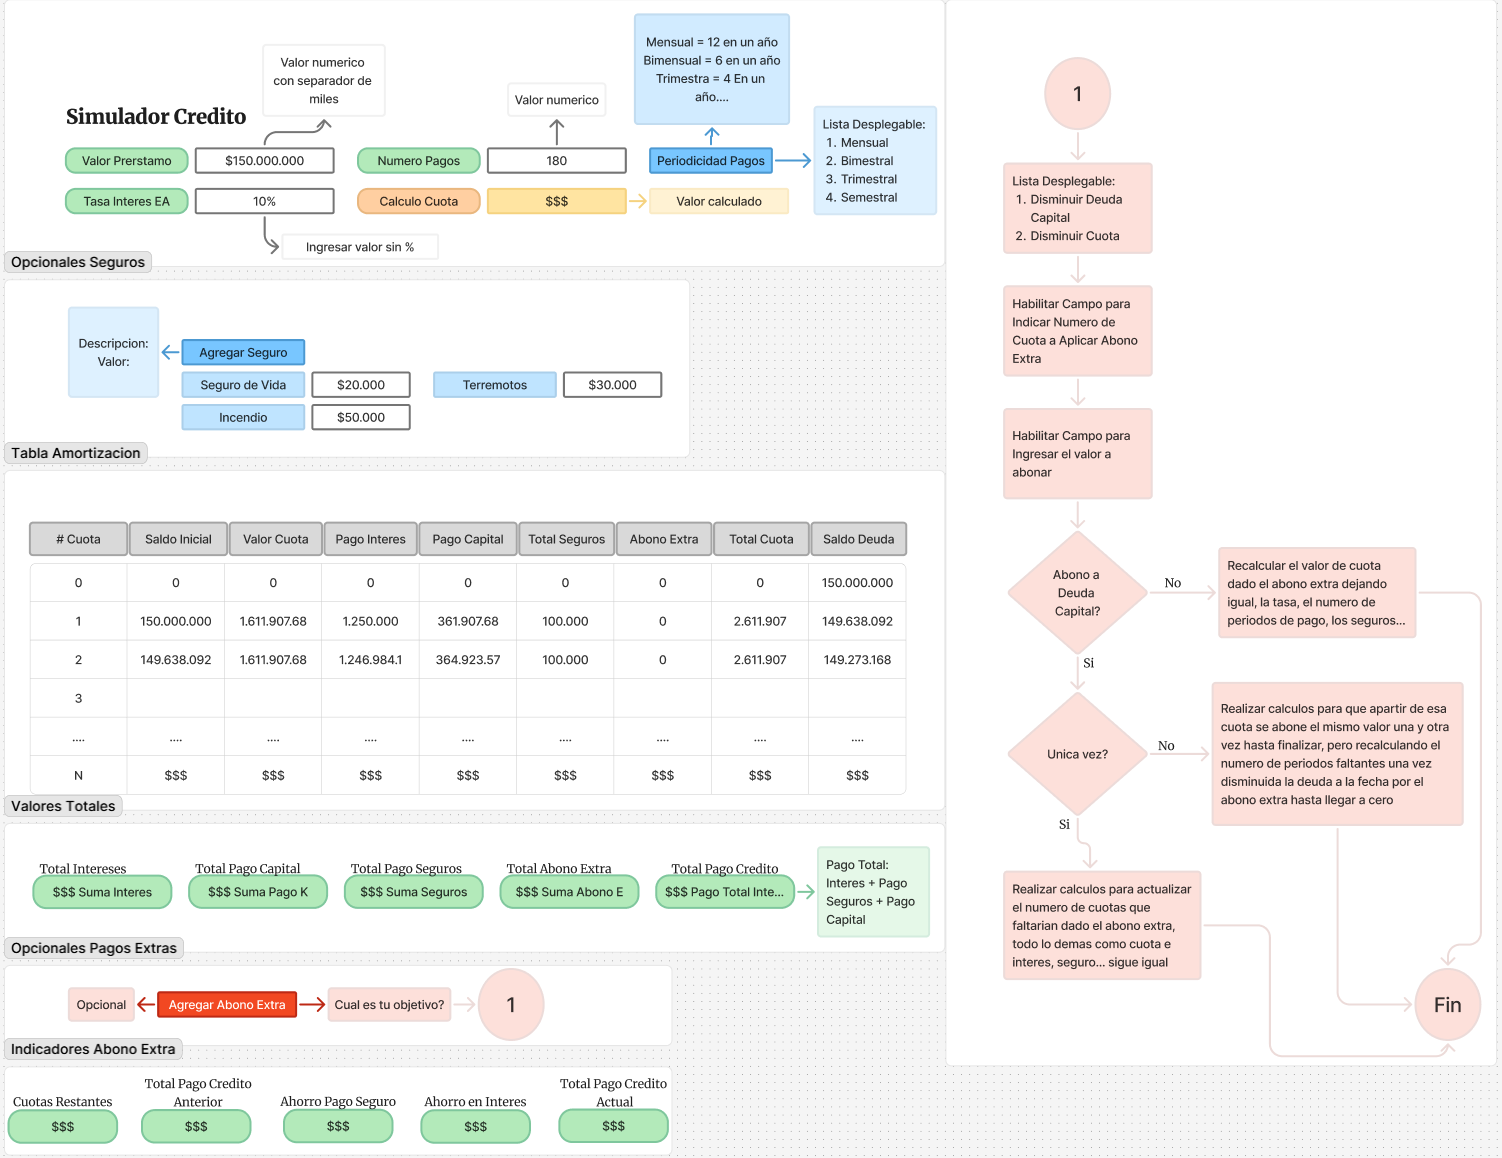 Simulador Credito
Valor numerico
con separador de
miles
Valor numerico
Mensual = 12 en un año
Bimensual = 6 en un año
Trimestra = 4 En un
año....
Valor Prerstamo
$150.000.000
Numero Pagos
180
Periodicidad Pagos
Lista Desplegable:
1. Mensual
2. Bimestral
3. Trimestral
4. Semestral
Tasa Interes EA
10%
Calculo Cuota
$$$
Valor calculado
Ingresar valor sin %
Opcionales Seguros
Descripcion:
Valor:
Agregar Seguro
Seguro de Vida
$20.000
Terremotos
$30.000
Incendio
$50.000
Tabla Amortizacion
# Cuota Saldo Inicial Valor Cuota Pago Interes Pago Capital Total Seguros Abono Extra Total Cuota Saldo Deuda
0 0 0 0 0 0 0 0 150.000.000
1 150.000.000 1.611.907.68 1.250.000 361.907.68 100.000 0 2.611.907 149.638.092
2 149.638.092 1.611.907.68 1.246.984.1 364.923.57 100.000 0 2.611.907 149.273.168
3
.... .... .... .... .... .... .... .... ....
N $$$ $$$ $$$ $$$ $$$ $$$ $$$ $$$
Valores Totales
Total Intereses
$$$ Suma Interes
Total Pago Capital
$$$ Suma Pago K
Total Pago Seguros
$$$ Suma Seguros
Total Abono Extra
$$$ Suma Abono E
Total Pago Credito
$$$ Pago Total Inte...
Pago Total:
Interes + Pago
Seguros + Pago
Capital
Opcionales Pagos Extras
Opcional
Agregar Abono Extra
Cual es tu objetivo?
1
Indicadores Abono Extra
Cuotas Restantes
$$$
Total Pago Credito
Anterior
$$$
Ahorro Pago Seguro
$$$
Ahorro en Interes
$$$
Total Pago Credito
Actual
$$$
1
Lista Desplegable:
1. Disminuir Deuda
Capital
2. Disminuir Cuota
Habilitar Campo para
Indicar Numero de
Cuota a Aplicar Abono
Extra
Habilitar Campo para
Ingresar el valor a
abonar
Abono a
Deuda
Capital?
No
Recalcular el valor de cuota
dado el abono extra dejando
igual, la tasa, el numero de
periodos de pago, los seguros...
Si
Unica vez?
No
Realizar calculos para que apartir de esa
cuota se abone el mismo valor una y otra
vez hasta finalizar, pero recalculando el
numero de periodos faltantes una vez
disminuida la deuda a la fecha por el
abono extra hasta llegar a cero
Si
Realizar calculos para actualizar
el numero de cuotas que
faltarian dado el abono extra,
todo lo demas como cuota e
interes, seguro... sigue igual
Fin